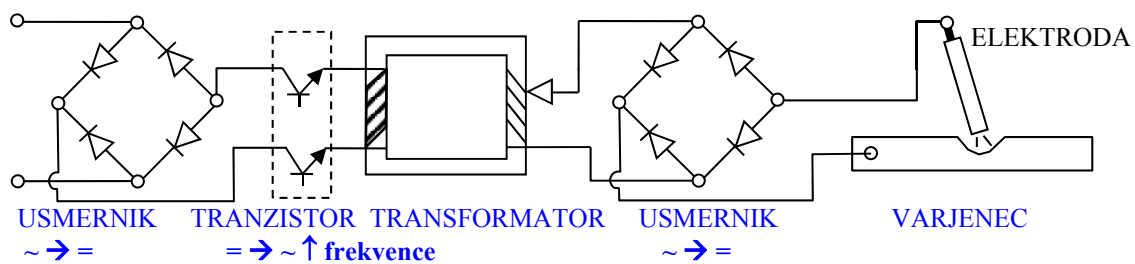 ELEKTRODA
USMERNIK TRANZISTOR TRANSFORMATOR USMERNIK VARJENEC
~ → = = → ~ ↑ frekvence ~ → =